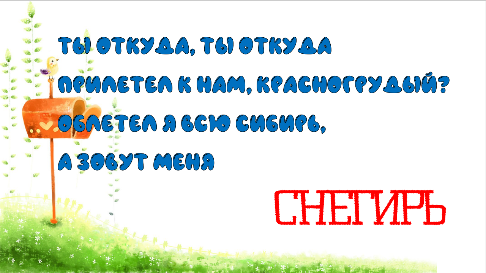 ТЫ ОТКУДА, ТЫ ОТКУДА
ПРИЛЕТЕЛ К НАМ, КРАСНОГРУДЫЙ?
ОБЛЕТЕЛ Я ВСЮ СИБИРЬ,
А ЗОВУТ МЕНЯ
СНЕГИРЬ